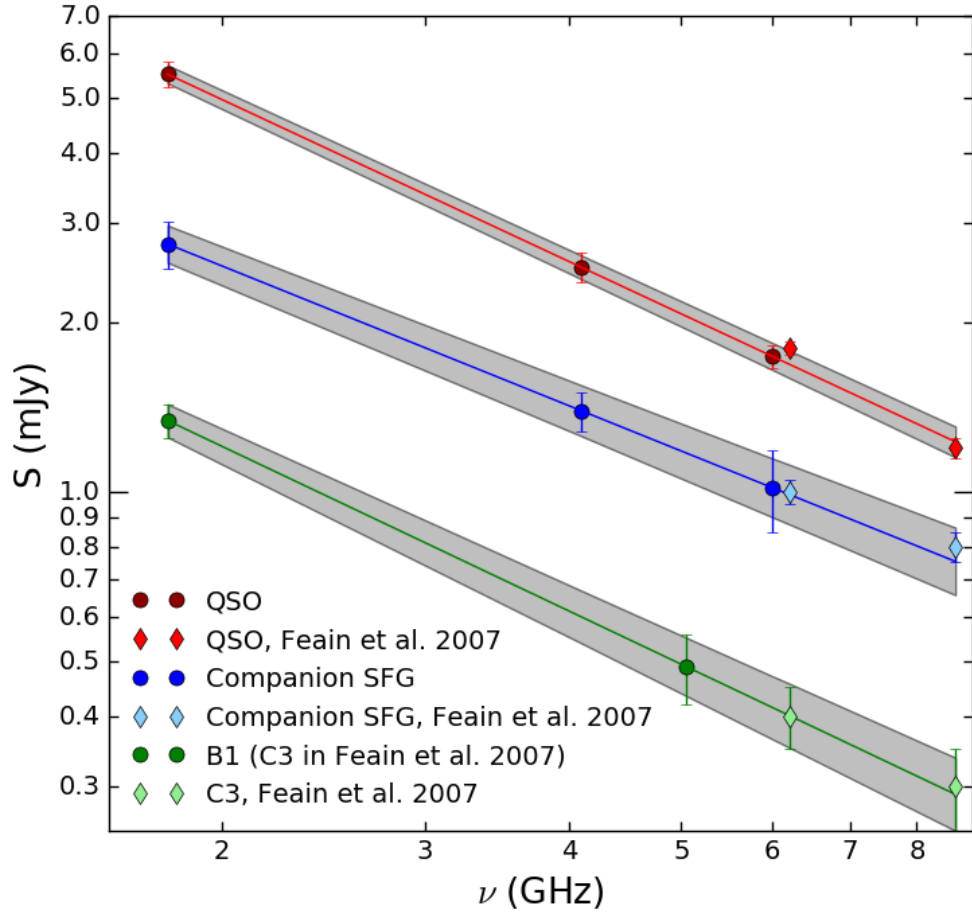 7.0
6.0
5.0
4.0
3.0
2.0
1.0
0.9
0.8
0.7
0.6
0.5
0.4
0.3
S (mJy)
QSO
QSO, Feain et al. 2007
Companion SFG
Companion SFG, Feain et al. 2007
B1 (C3 in Feain et al. 2007)
C3, Feain et al. 2007
2 3 4 5 6 7 8
ν (GHz)